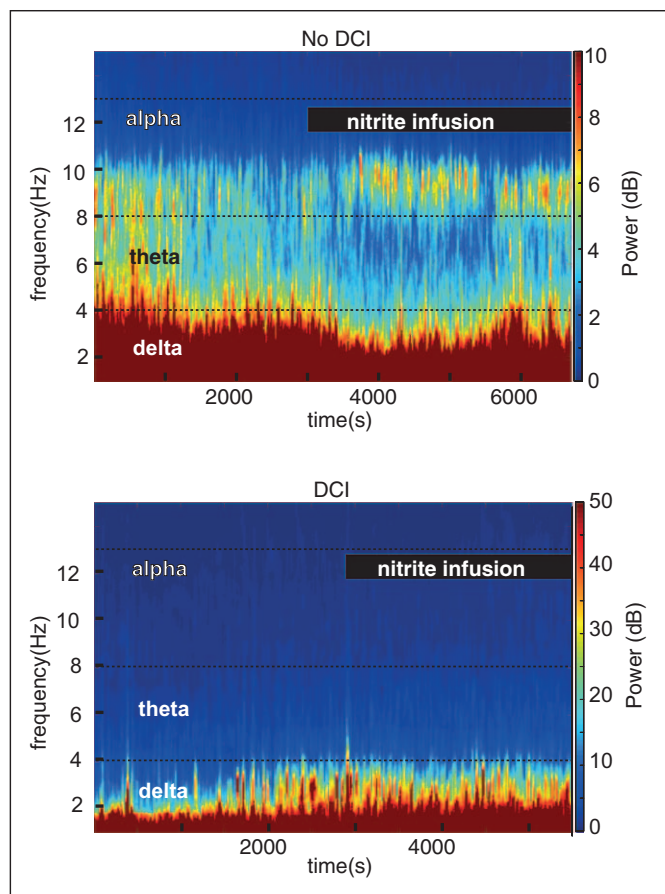 No DCI
10
8
6
4
2
0
Power (dB)
12
10
8
6
4
2
frequency(Hz)
alpha
nitrite infusion
theta
delta
2000 4000 6000
time(s)
DCI
50
40
30
20
10
0
Power (dB)
12
10
8
6
4
2
frequency(Hz)
alpha
nitrite infusion
theta
delta
2000 4000
time(s)